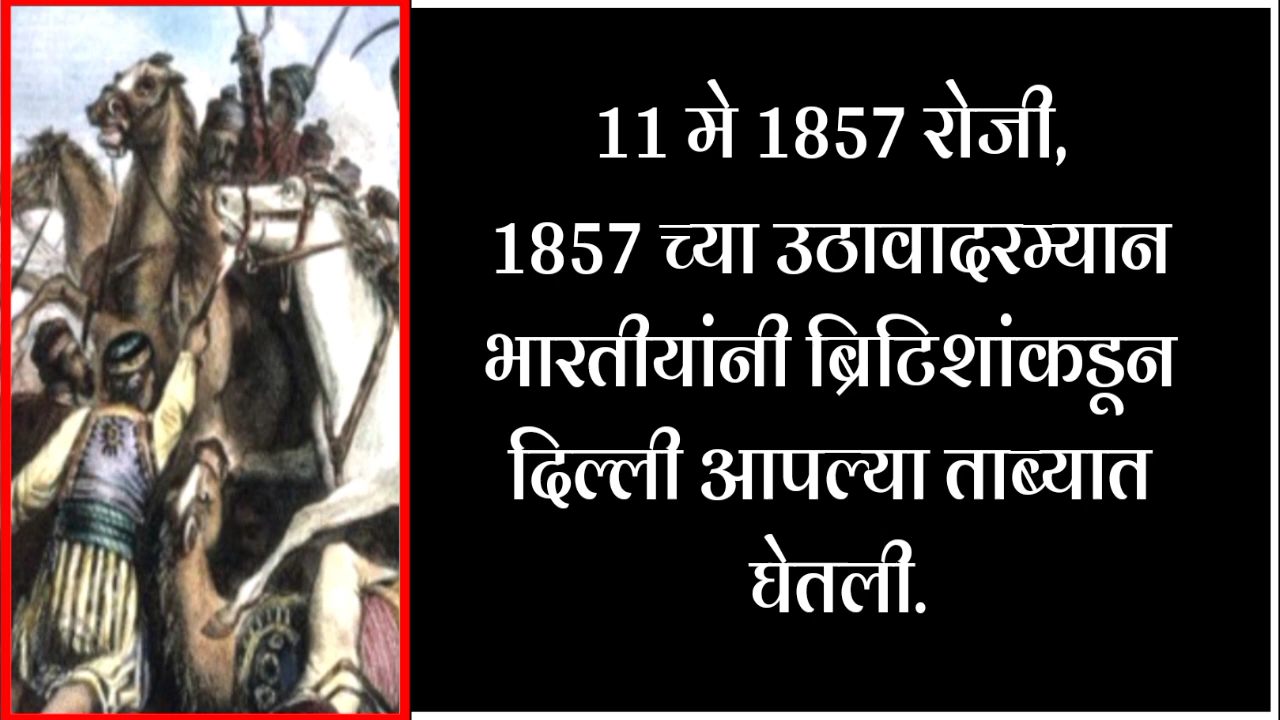 11 मे 1857 रोजी,
1857 च्या उठावादरम्यान
भारतीयांनी ब्रिटिशांकडून
दिल्ली आपल्या ताब्यात
घेतली.